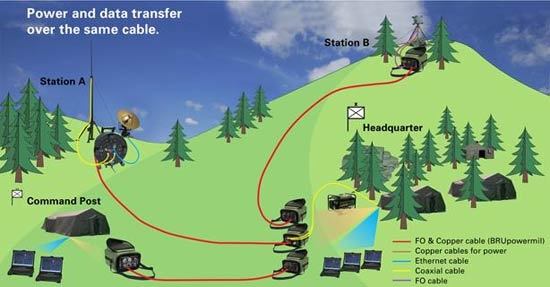 Power and data transfer
over the same cable.
Station B
Station A
Headquarter
Command Post
FO & Copper cable (BRUpowermil)
Copper cables for power
Ethernet cable
Coaxial cable
FO cable